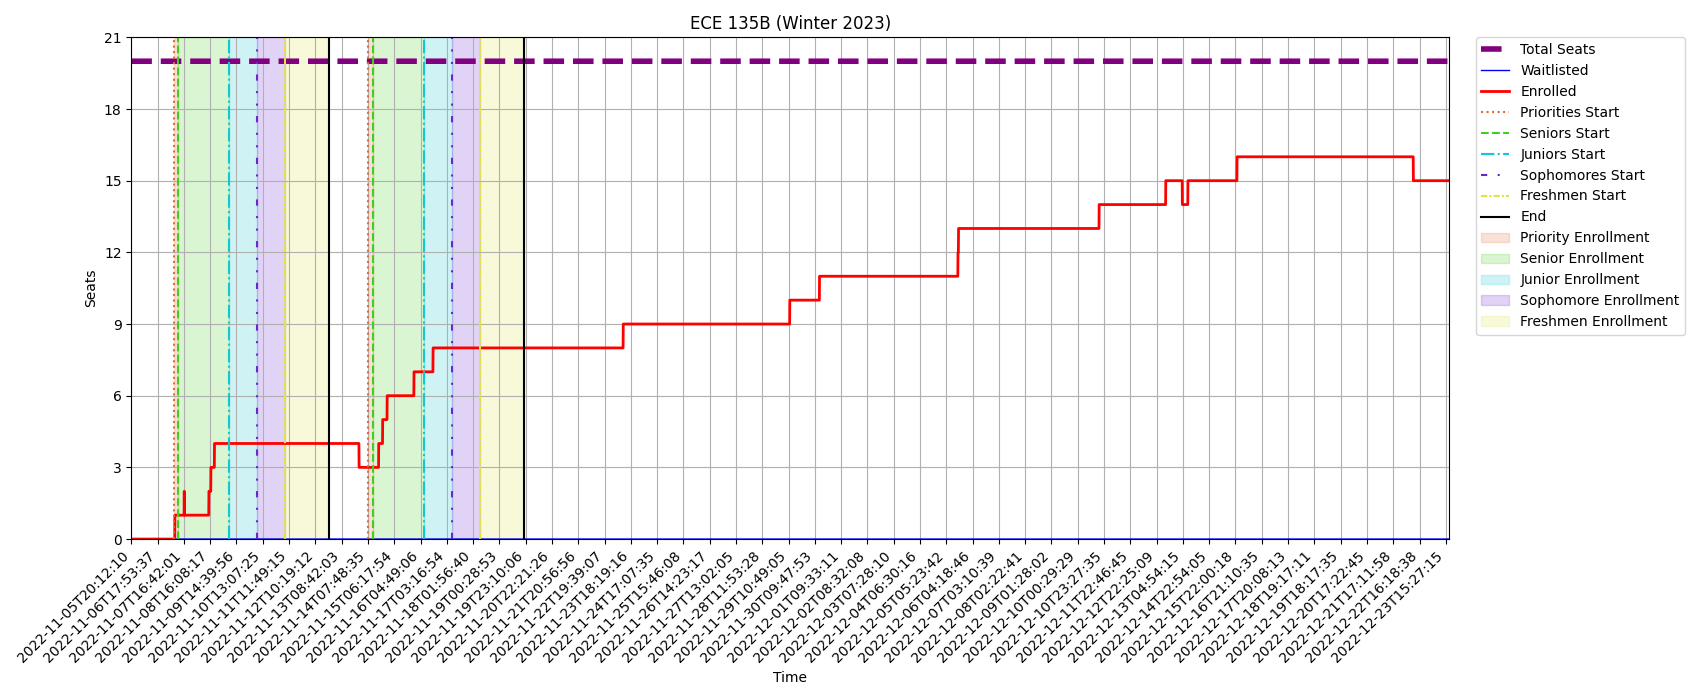 ECE 135B (Winter 2023)
21
18
15
12
9
6
3
0
Seats
2022-11-05T20:12:10
2022-11-06T17:53:37
2022-11-07T16:42:01
2022-11-08T16:08:17
2022-11-09T14:39:56
2022-11-10T13:07:25
2022-11-11T11:49:15
2022-11-12T10:19:12
2022-11-13T08:42:03
2022-11-14T07:48:35
2022-11-15T06:17:54
2022-11-16T04:49:06
2022-11-17T03:16:54
2022-11-18T01:56:40
2022-11-19T00:28:53
2022-11-19T23:10:06
2022-11-20T22:21:26
2022-11-21T20:56:56
2022-11-22T19:39:07
2022-11-23T18:19:16
2022-11-24T17:07:35
2022-11-25T15:46:08
2022-11-26T14:23:17
2022-11-27T13:02:05
2022-11-28T11:53:28
2022-11-29T10:49:05
2022-11-30T09:47:53
2022-12-01T09:33:11
2022-12-02T08:32:08
2022-12-03T07:28:10
2022-12-04T06:30:16
2022-12-05T05:23:42
2022-12-06T04:18:46
2022-12-07T03:10:39
2022-12-08T02:22:41
2022-12-09T01:28:02
2022-12-10T00:29:29
2022-12-10T23:27:35
2022-12-11T22:46:45
2022-12-12T22:25:09
2022-12-13T04:54:15
2022-12-14T22:54:05
2022-12-15T22:00:18
2022-12-16T21:10:35
2022-12-17T20:08:13
2022-12-18T19:17:11
2022-12-19T18:17:35
2022-12-20T17:22:45
2022-12-21T17:11:58
2022-12-22T16:18:38
2022-12-23T15:27:15
Time
Total Seats
Waitlisted
Enrolled
Priorities Start
Seniors Start
Juniors Start
Sophomores Start
Freshmen Start
End
Priority Enrollment
Senior Enrollment
Junior Enrollment
Sophomore Enrollment
Freshmen Enrollment